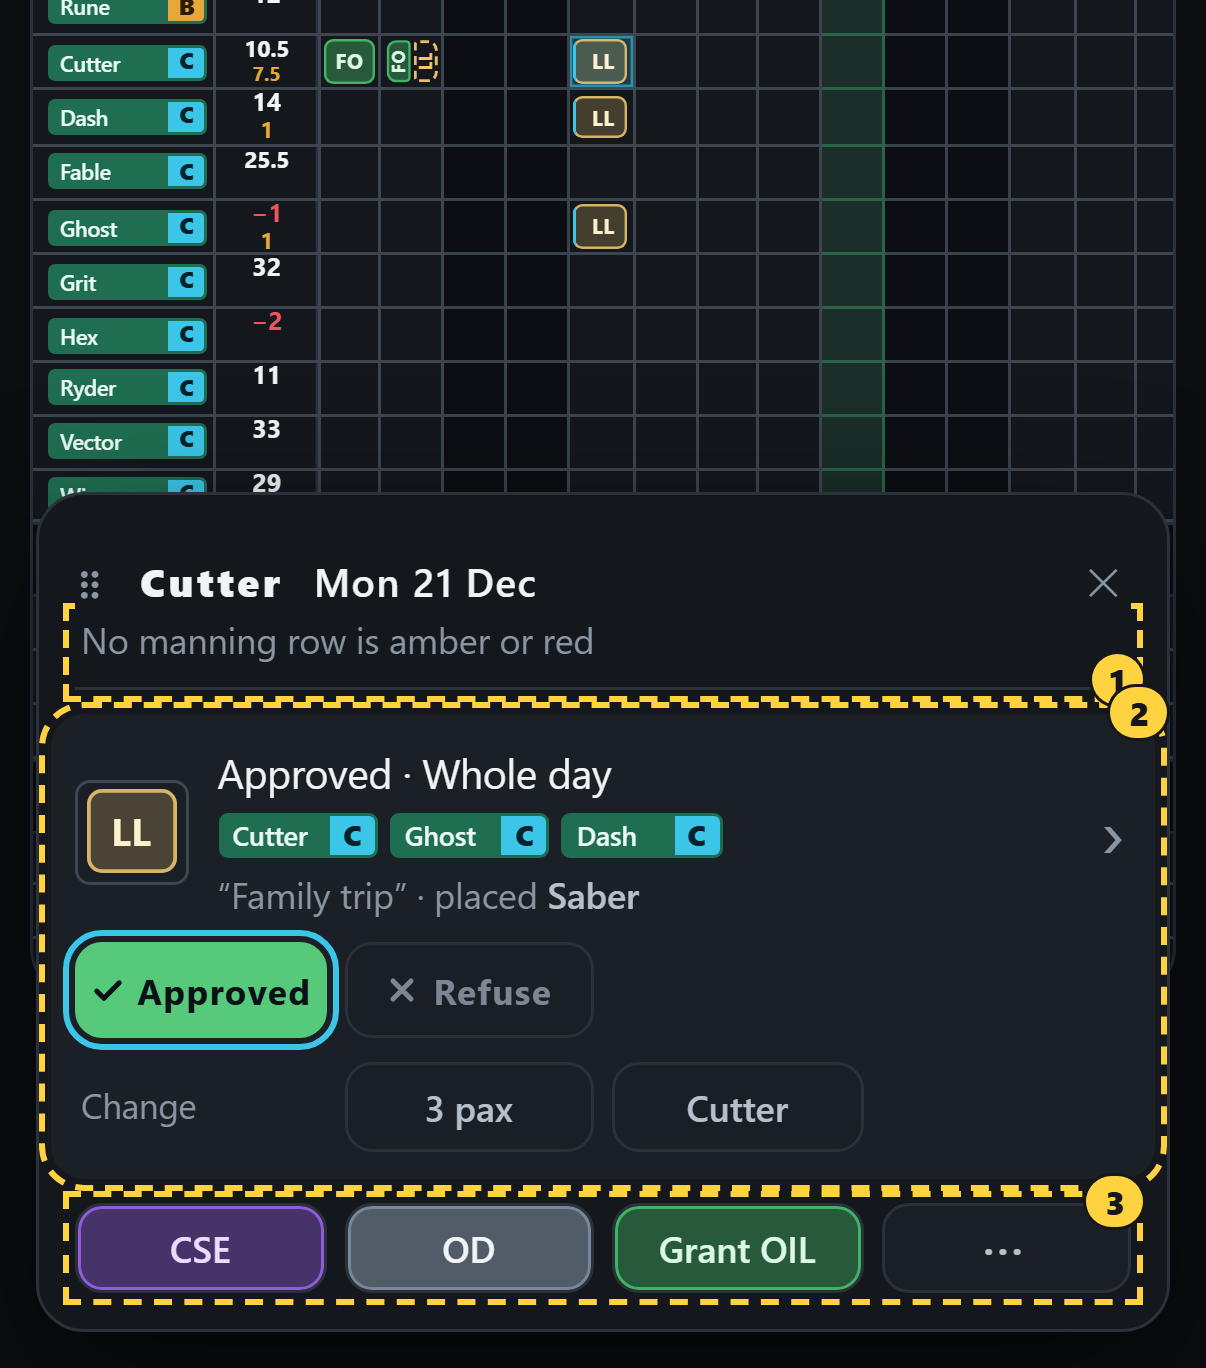 Rune B 12
Cutter C 10.5 FO FO LL LL
7.5
Dash C 14 LL
1
Fable C 25.5
Ghost C −1 LL
1
Grit C 32
Hex C −2
Ryder C 11
Vector C 33
29
Cutter Mon 21 Dec
No manning row is amber or red
1
2
Approved · Whole day
LL
Cutter C Ghost C Dash C
›
“Family trip” · placed Saber
✓ Approved ✕ Refuse
Change 3 pax Cutter
3
CSE OD Grant OIL ...